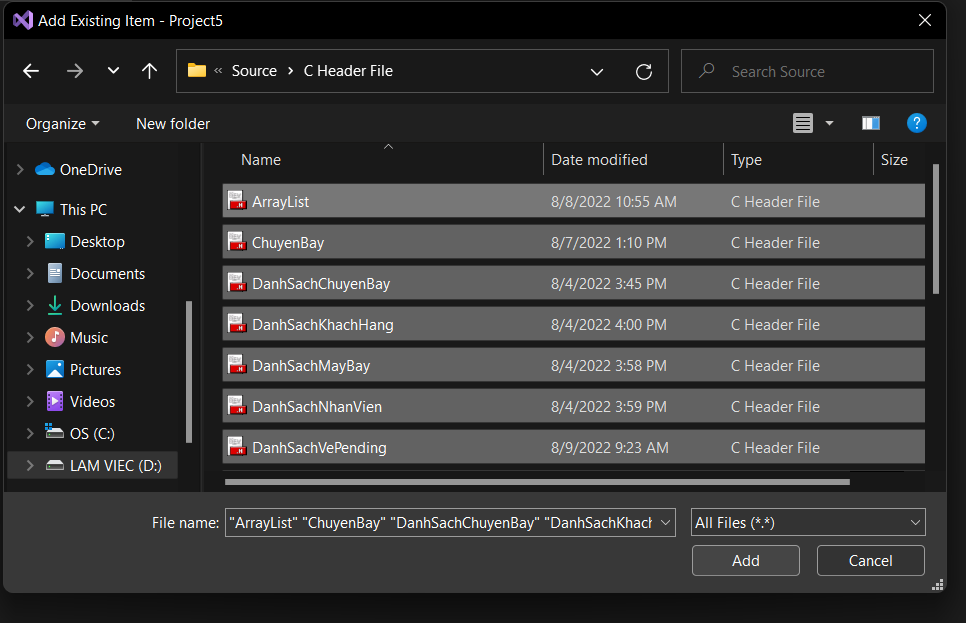 Add Existing Item - Project5
« Source › C Header File
Search Source
Organize
New folder
?
Name Date modified Type Size
OneDrive
This PC
Desktop
Documents
Downloads
Music
Pictures
Videos
OS (C:)
LAM VIEC (D:)
ArrayList 8/8/2022 10:55 AM C Header File
ChuyenBay 8/7/2022 1:10 PM C Header File
DanhSachChuyenBay 8/4/2022 3:45 PM C Header File
DanhSachKhachHang 8/4/2022 4:00 PM C Header File
DanhSachMayBay 8/4/2022 3:58 PM C Header File
DanhSachNhanVien 8/4/2022 3:59 PM C Header File
DanhSachVePending 8/9/2022 9:23 AM C Header File
File name: "ArrayList" "ChuyenBay" "DanhSachChuyenBay" "DanhSachKhach All Files (*.*)
Add Cancel